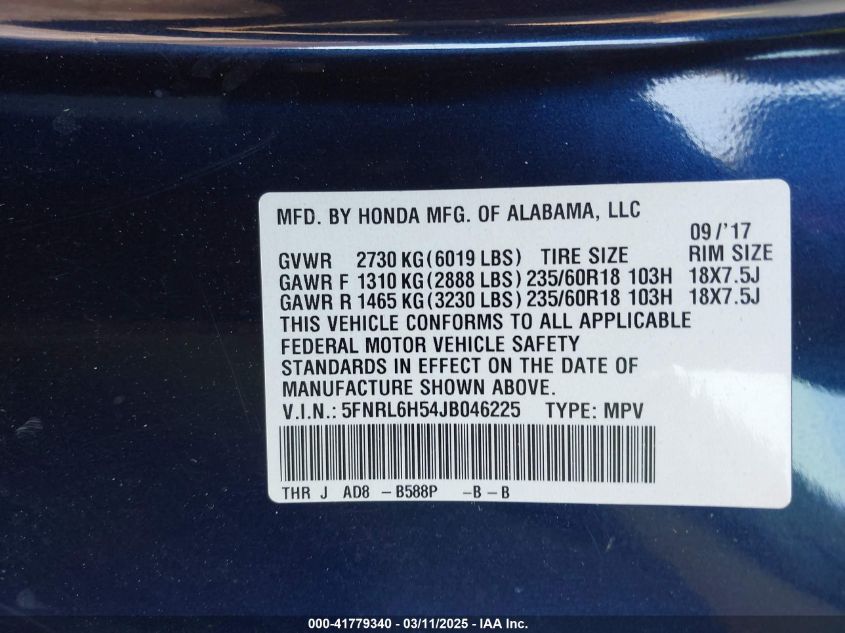 MFD. BY HONDA MFG. OF ALABAMA, LLC
09/'17
GVWR 2730 KG (6019 LBS) TIRE SIZE RIM SIZE
GAWR F 1310 KG (2888 LBS) 235/60R18 103H 18X7.5J
GAWR R 1465 KG (3230 LBS) 235/60R18 103H 18X7.5J
THIS VEHICLE CONFORMS TO ALL APPLICABLE
FEDERAL MOTOR VEHICLE SAFETY
STANDARDS IN EFFECT ON THE DATE OF
MANUFACTURE SHOWN ABOVE.
V.I.N.: 5FNRL6H54JB046225 TYPE: MPV
THR J AD8 - B588P -B-B
000-41779340 - 03/11/2025 - IAA Inc.